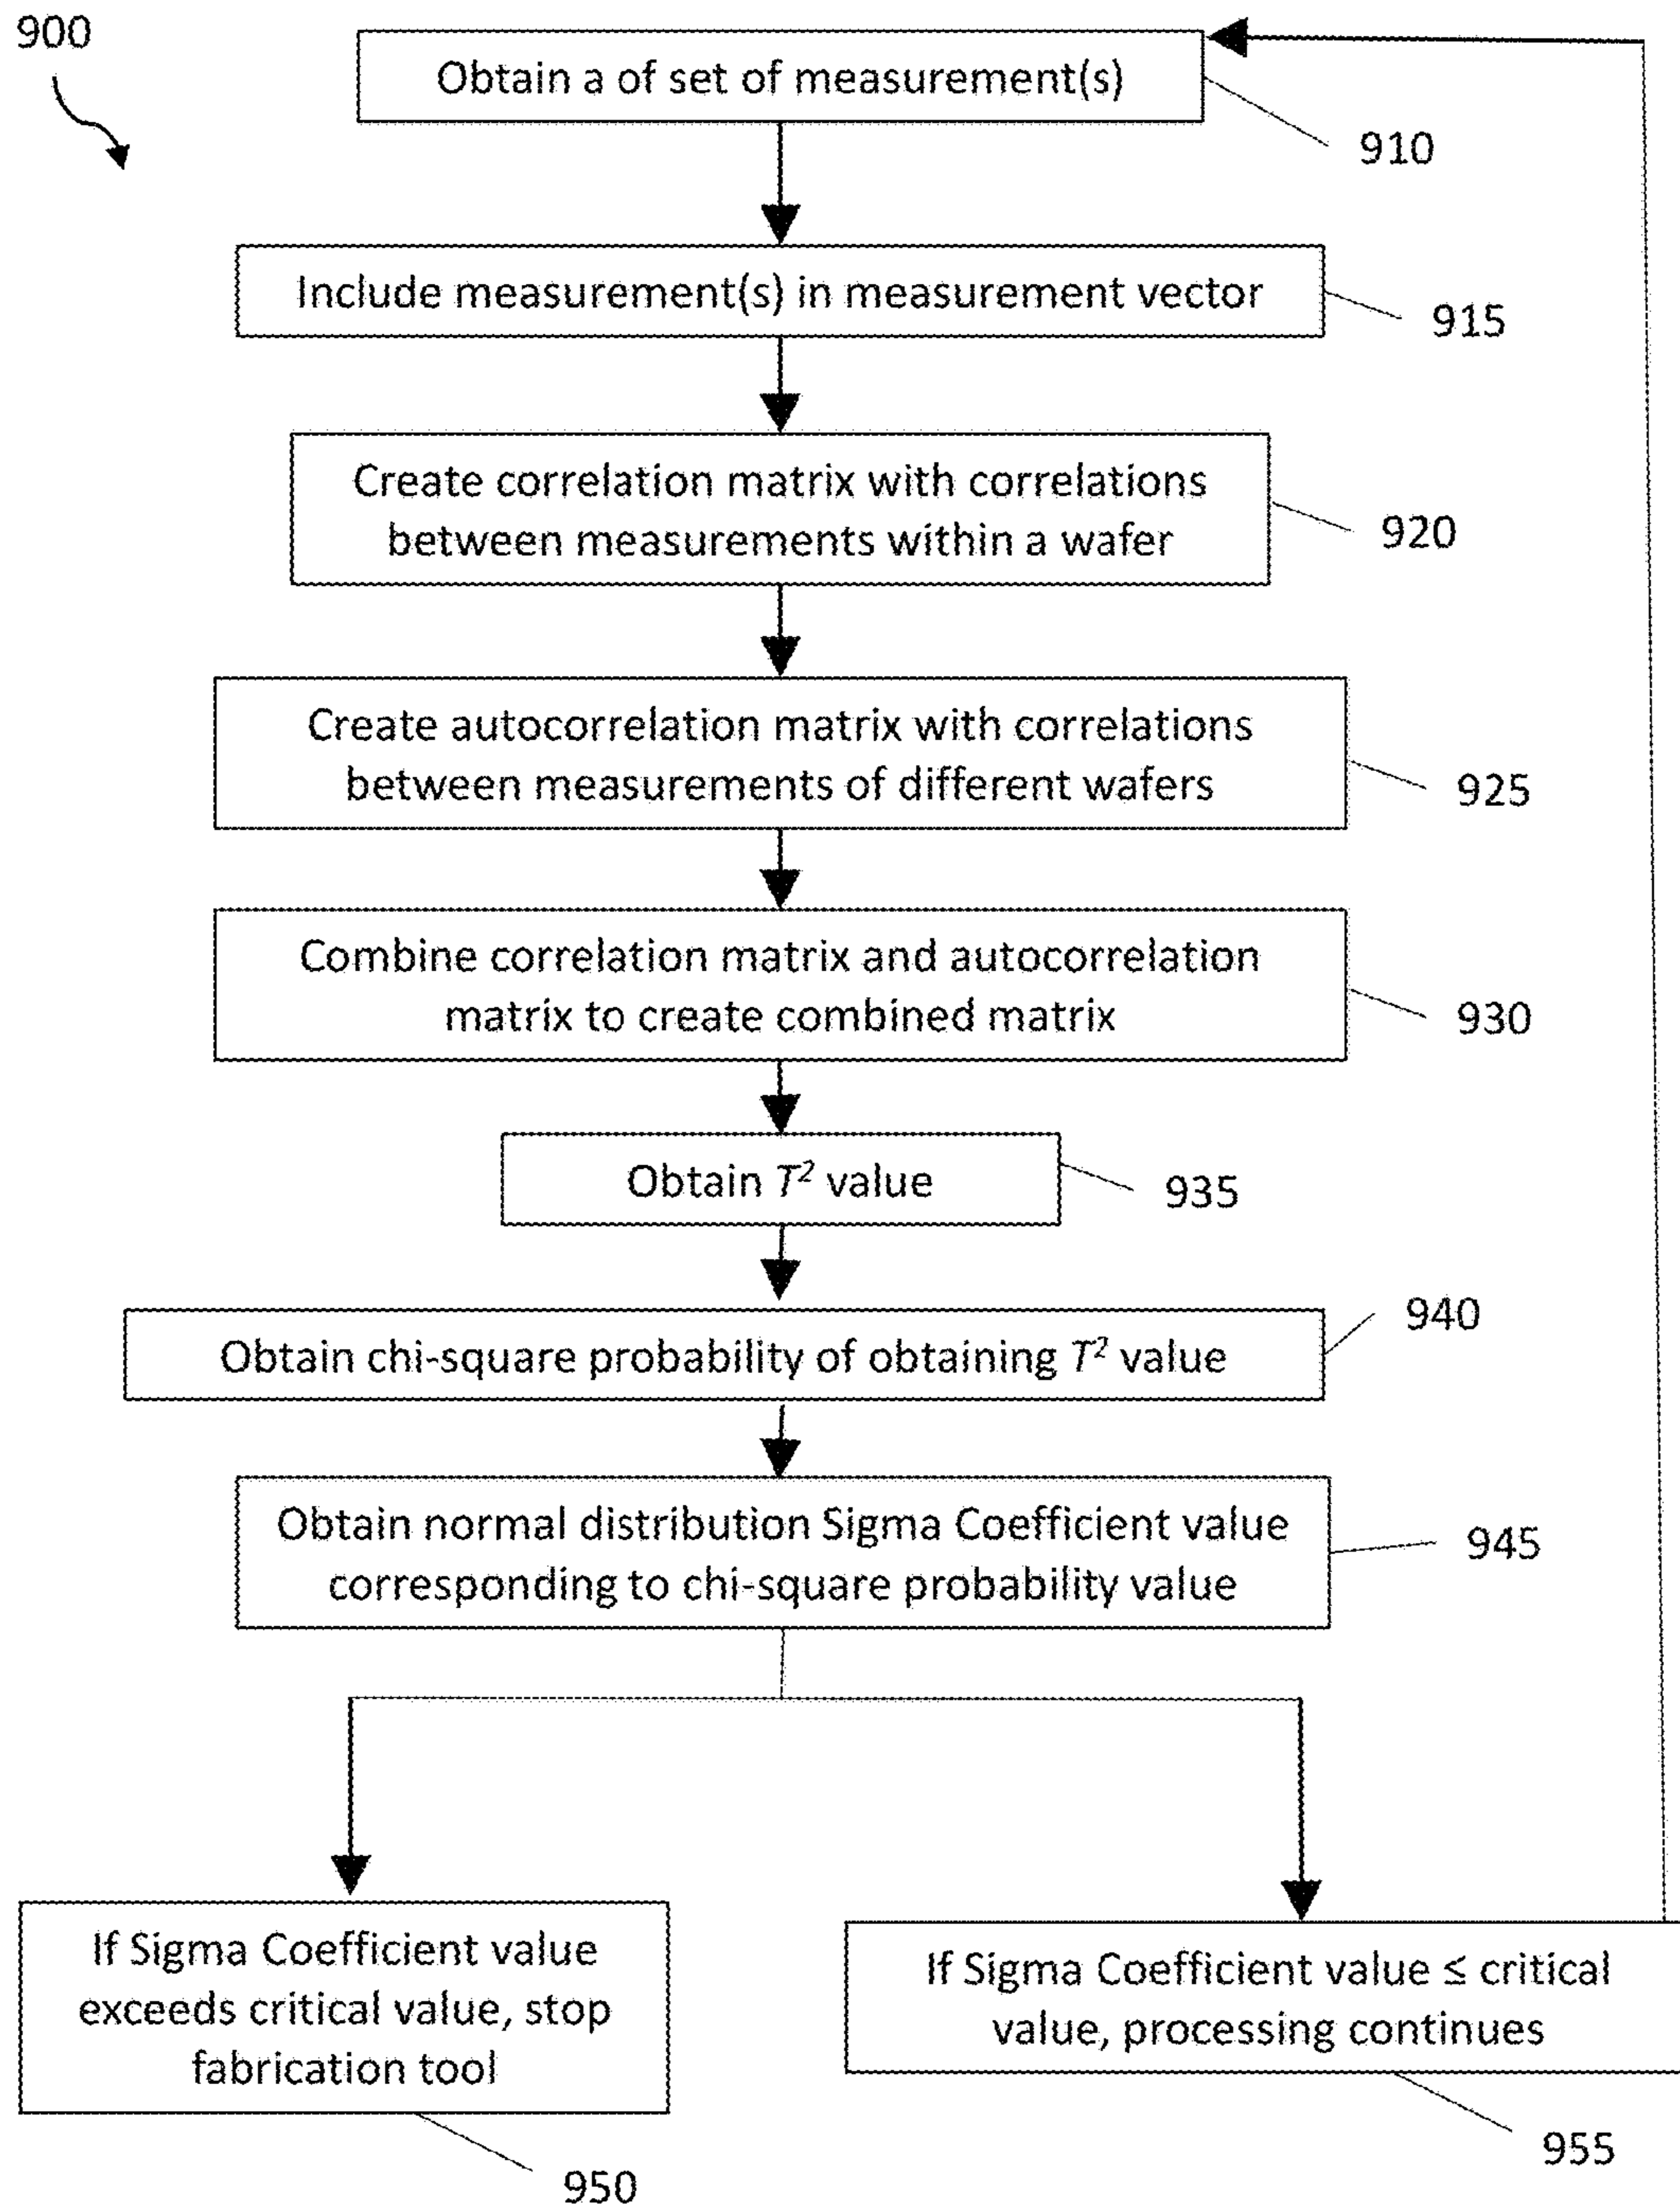 900
Obtain a of set of measurement(s)
910
Include measurement(s) in measurement vector
915
Create correlation matrix with correlations
between measurements within a wafer
920
Create autocorrelation matrix with correlations
between measurements of different wafers
925
Combine correlation matrix and autocorrelation
matrix to create combined matrix
930
Obtain T² value
935
940
Obtain chi-square probability of obtaining T² value
Obtain normal distribution Sigma Coefficient value
corresponding to chi-square probability value
945
If Sigma Coefficient value
exceeds critical value, stop
fabrication tool
950
If Sigma Coefficient value ≤ critical
value, processing continues
955